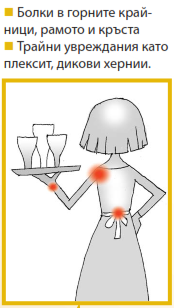 ■ Болки в горните край-
ници, рамото и кръста
■ Трайни увреждания като
плексит, дикови хернии.